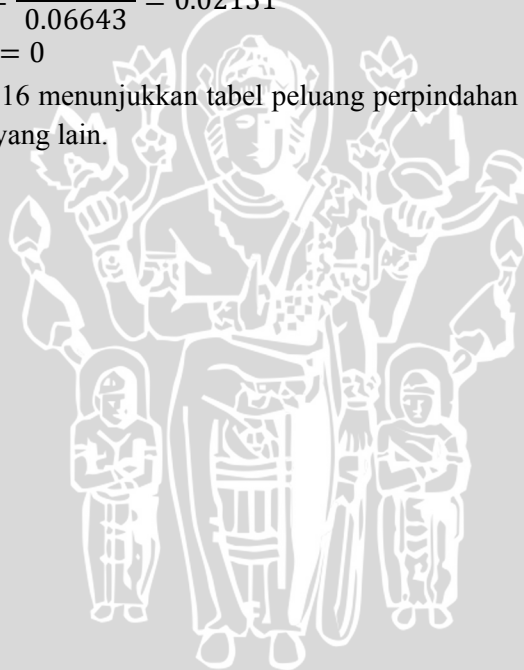 0.06643 = 0.02151
= 0
16 menunjukkan tabel peluang perpindahan
yang lain.